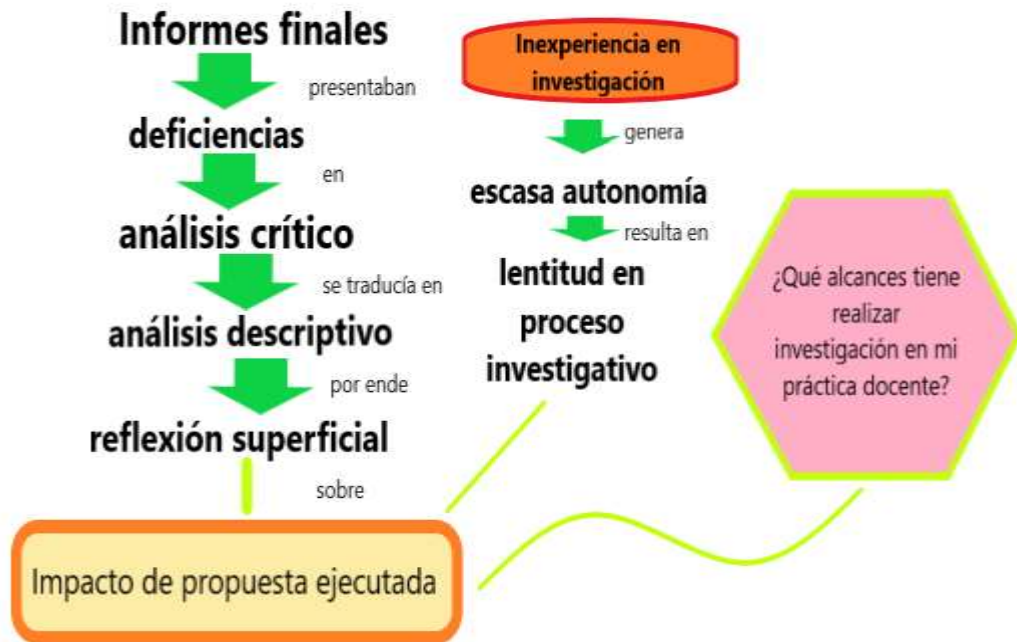 Informes finales
presentaban
deficiencias
en
análisis crítico
se traducía en
análisis descriptivo
por ende
reflexión superficial
sobre
Impacto de propuesta ejecutada
Inexperiencia en
investigación
genera
escasa autonomía
resulta en
lentitud en
proceso
investigativo
¿Qué alcances tiene
realizar
investigación en mi
práctica docente?